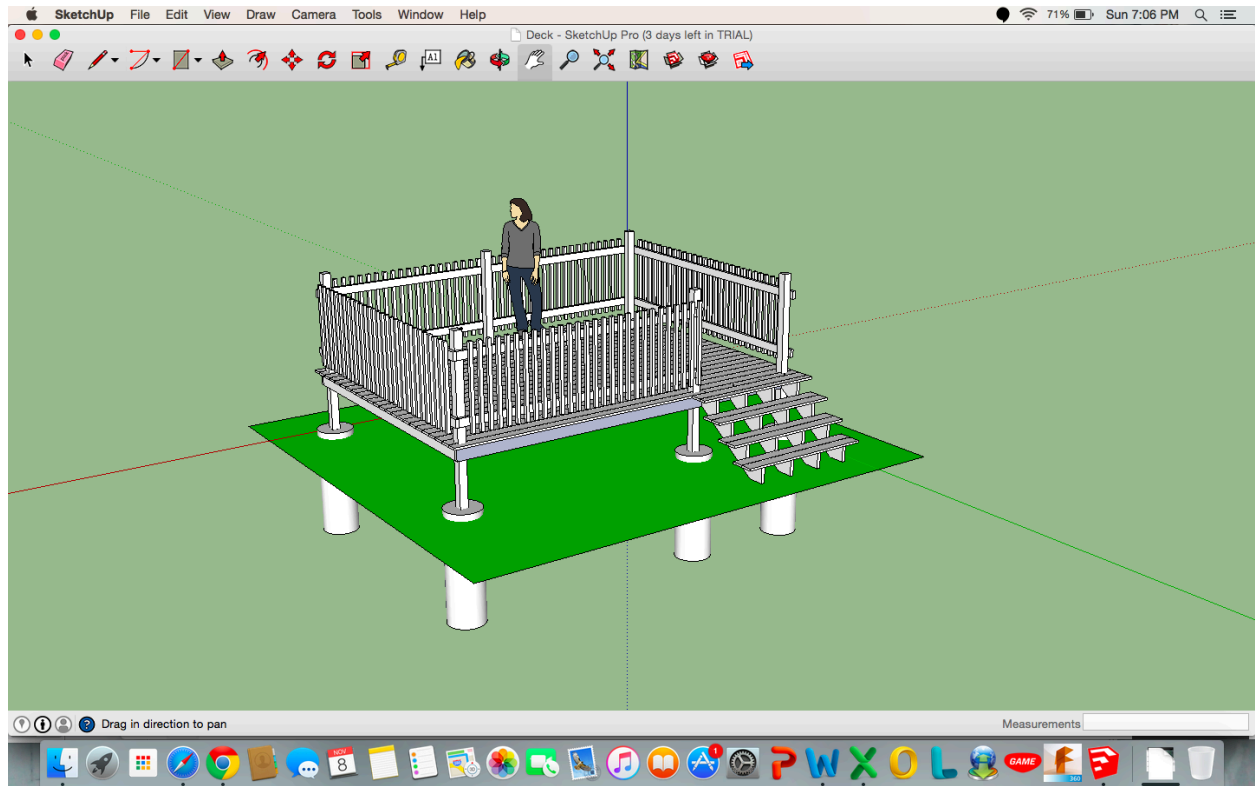 SketchUp File Edit View Draw Camera Tools Window Help 71% Sun 7:06 PM
Deck - SketchUp Pro (3 days left in TRIAL)
A1
? Drag in direction to pan Measurements
NOV
8
1
GAME
360